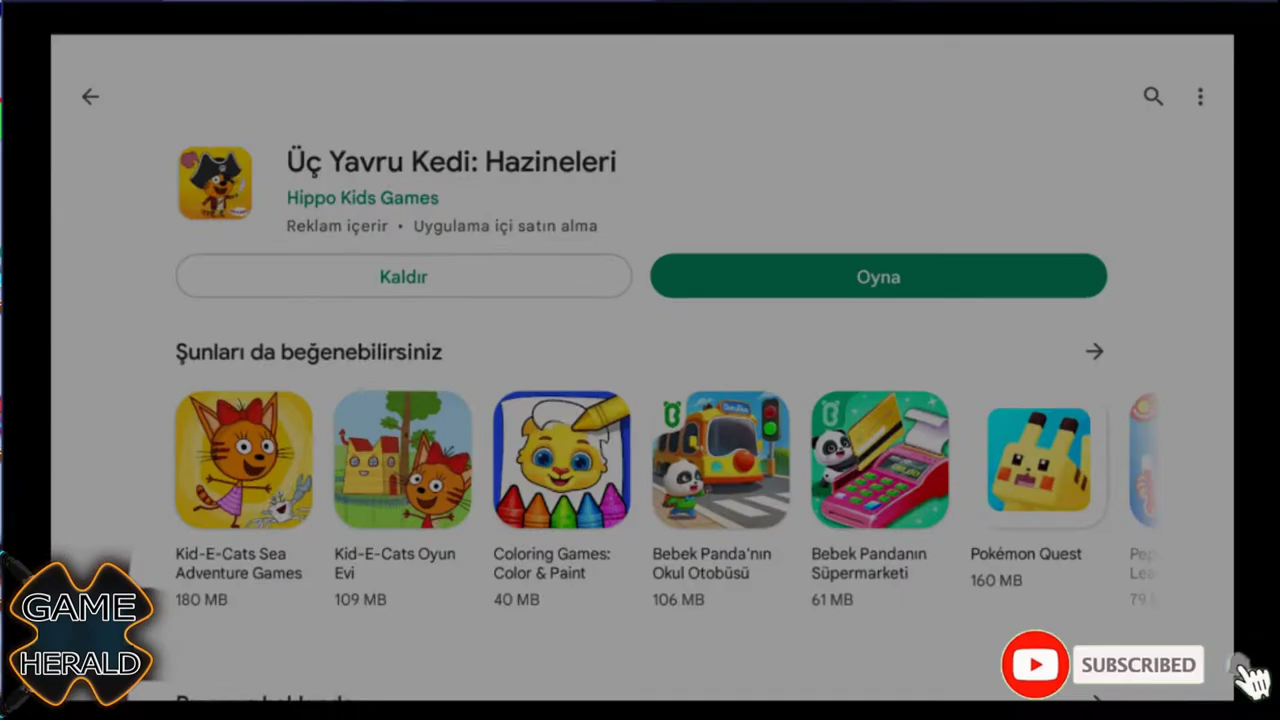 Üç Yavru Kedi: Hazineleri
Hippo Kids Games
Reklam içerir • Uygulama içi satın alma
Kaldır
Oyna
Şunları da beğenebilirsiniz
Kid-E-Cats Sea
Adventure Games
180 MB
Kid-E-Cats Oyun
Evi
109 MB
Coloring Games:
Color & Paint
40 MB
Bebek Panda'nın
Okul Otobüsü
106 MB
Bebek Pandanın
Süpermarketi
61 MB
Pokémon Quest
160 MB
GAME
HERALD
SUBSCRIBED